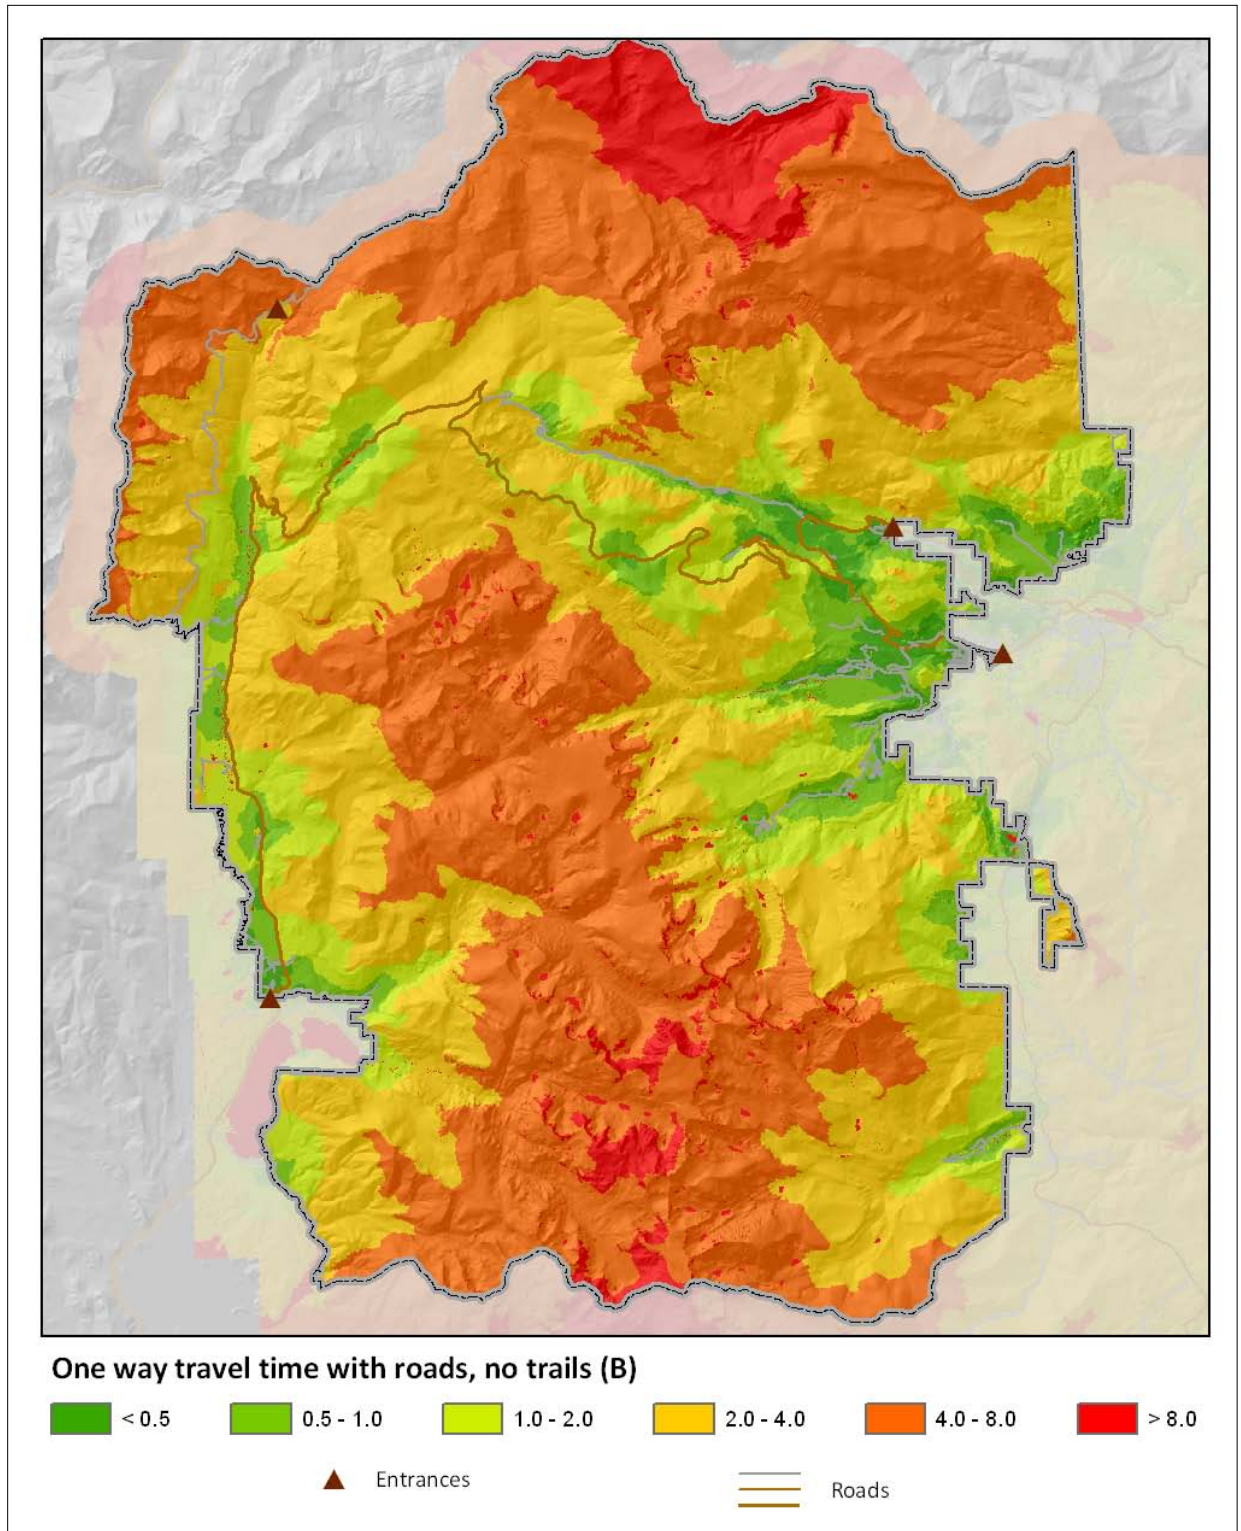 One way travel time with roads, no trails (B)
< 0.5 0.5 - 1.0 1.0 - 2.0 2.0 - 4.0 4.0 - 8.0 > 8.0
Entrances Roads